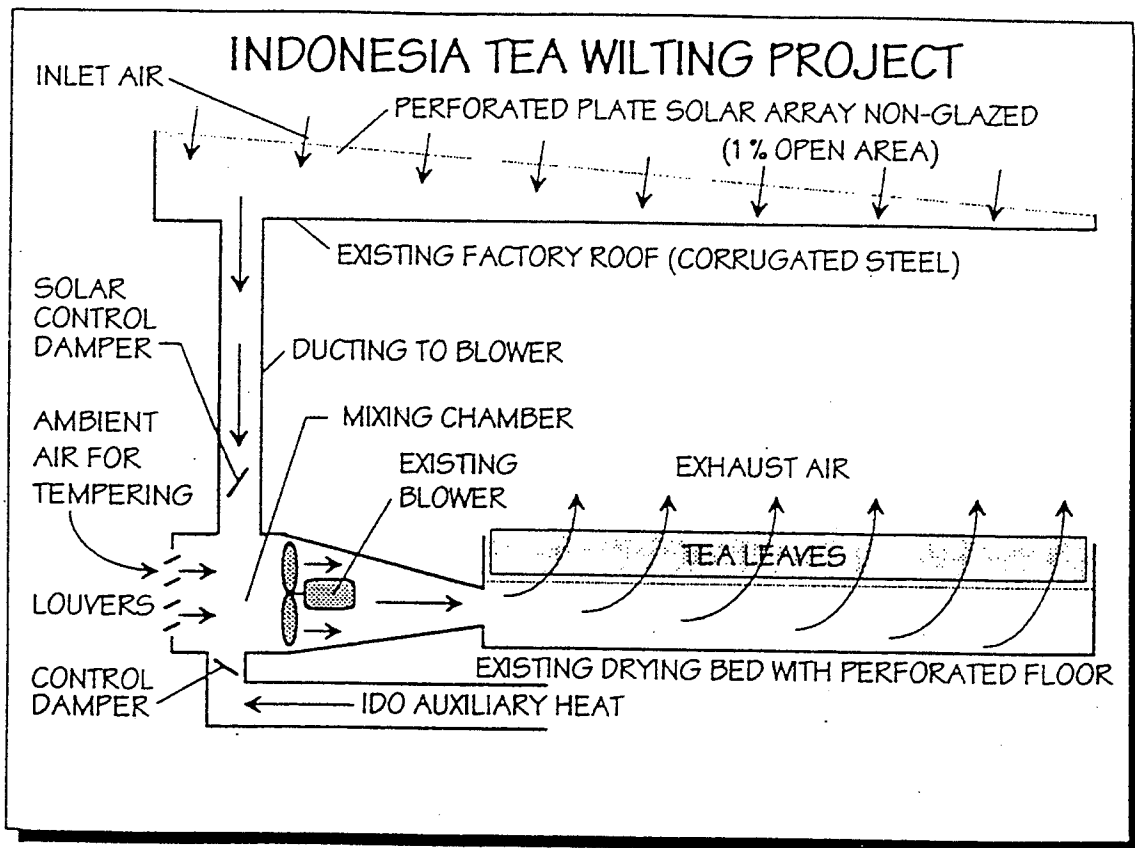 INDONESIA TEA WILTING PROJECT
INLET AIR
PERFORATED PLATE SOLAR ARRAY NON-GLAZED
(1 % OPEN AREA)
EXISTING FACTORY ROOF (CORRUGATED STEEL)
SOLAR
CONTROL
DAMPER
DUCTING TO BLOWER
AMBIENT
AIR FOR
TEMPERING
MIXING CHAMBER
EXISTING
BLOWER
EXHAUST AIR
TEA LEAVES
LOUVERS
EXISTING DRYING BED WITH PERFORATED FLOOR
CONTROL
DAMPER
IDO AUXILIARY HEAT